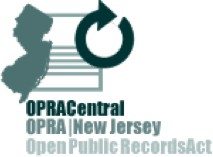 OPRACentral
OPRA|New Jersey
Open Public RecordsAct